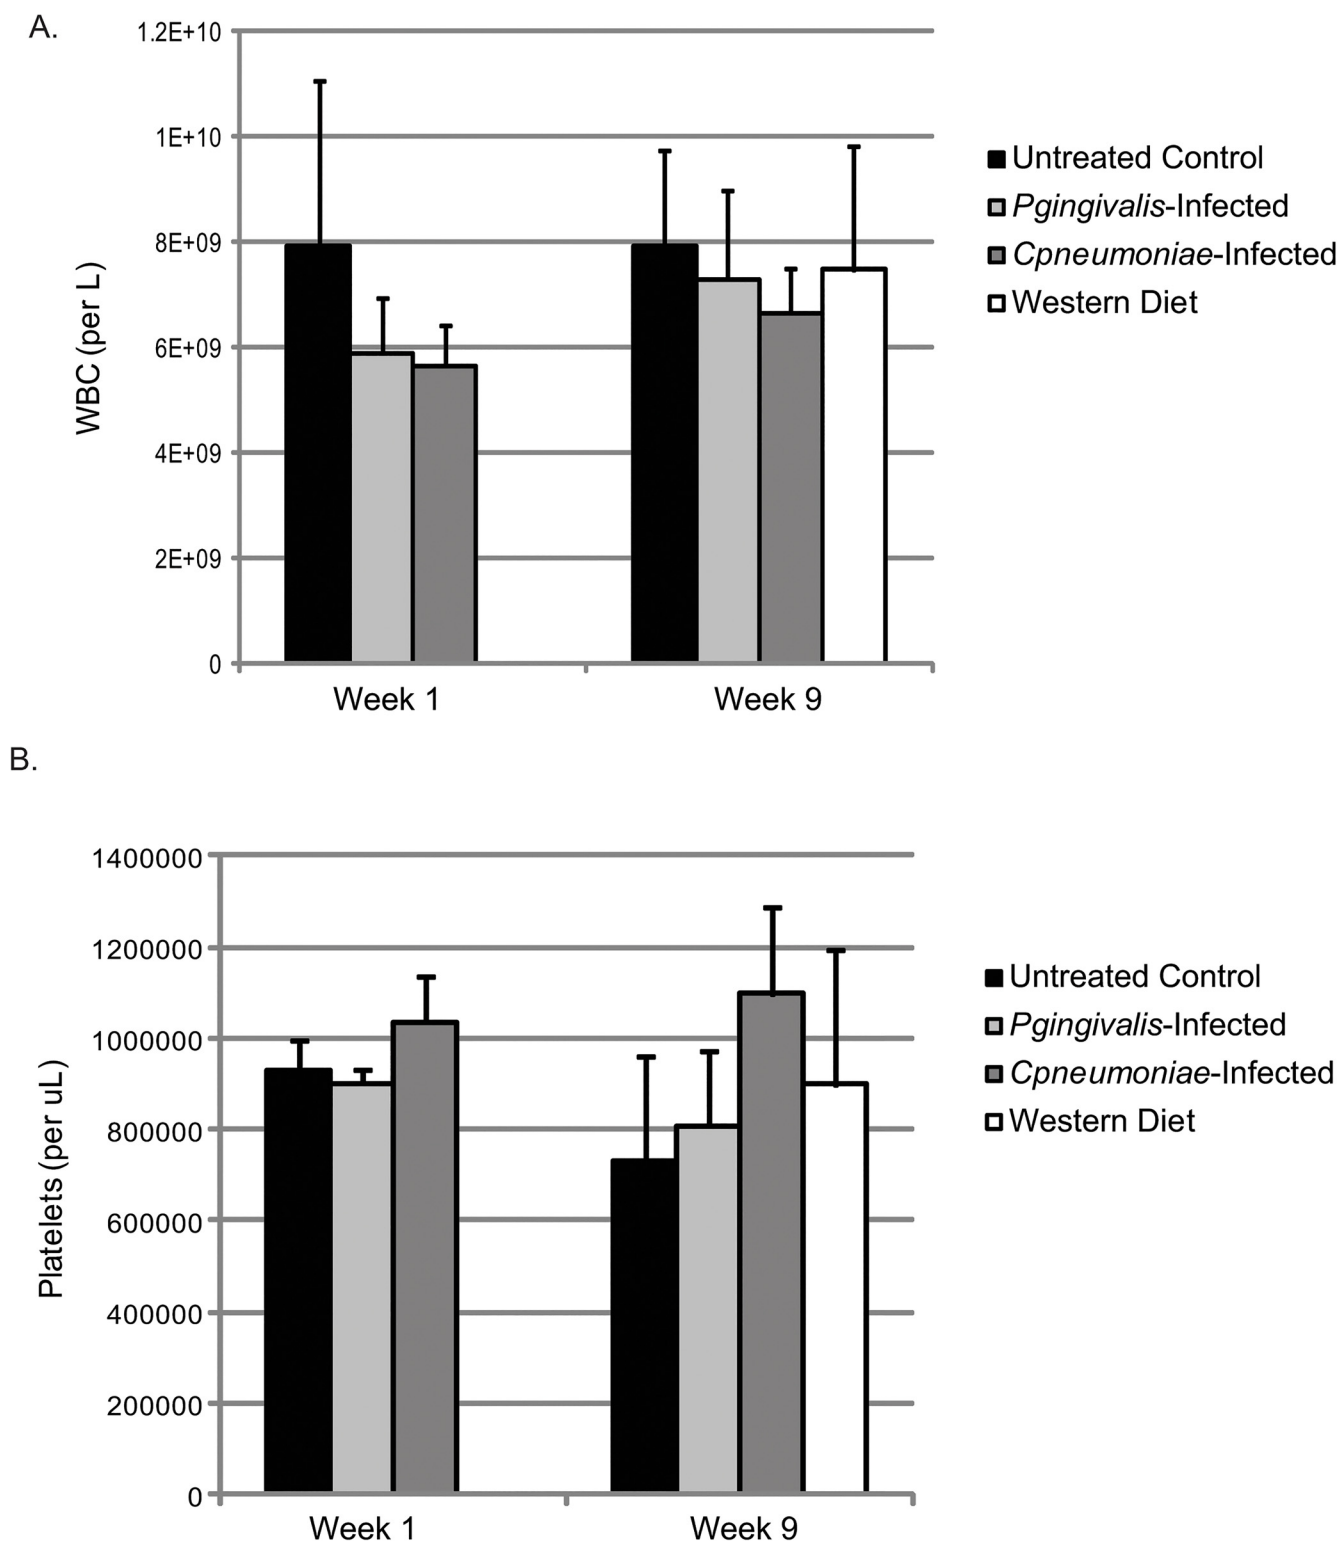 A.
1.2E+10
1E+10
8E+09
6E+09
4E+09
2E+09
0
WBC (per L)
Week 1
Week 9
Untreated Control
Pgingivalis-Infected
Cpneumoniae-Infected
Western Diet
B.
1400000
1200000
1000000
800000
600000
400000
200000
0
Platelets (per uL)
Week 1
Week 9
Untreated Control
Pgingivalis-Infected
Cpneumoniae-Infected
Western Diet